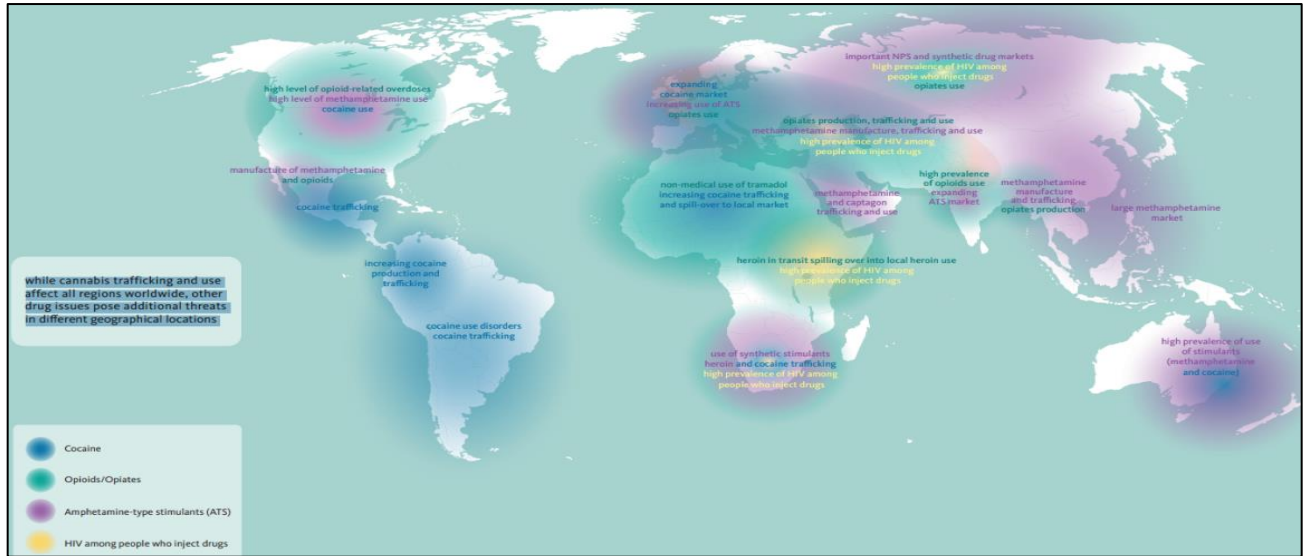 high level of opioid-related overdoses
high level of methamphetamine use
cocaine use
manufacture of methamphetamine
and opioids
cocaine trafficking
increasing cocaine
production and
trafficking
cocaine use disorders
cocaine trafficking
expanding
cocaine market
increasing use of ATS
opiates use
important NPS and synthetic drug markets
high prevalence of HIV among
people who inject drugs
opiates use
opiates production, trafficking and use
methamphetamine manufacture, trafficking and use
high prevalence of HIV among
people who inject drugs
non-medical use of tramadol
increasing cocaine trafficking
and spill-over to local market
methamphetamine
and captagon
trafficking and use
high prevalence
of opioids use
expanding
ATS market
methamphetamine
manufacture
and trafficking
opiates production
large methamphetamine
market
heroin in transit spilling over into local heroin use
high prevalence of HIV among
people who inject drugs
use of synthetic stimulants
heroin and cocaine trafficking
high prevalence of HIV among
people who inject drugs
high prevalence of use
of stimulants
(methamphetamine
and cocaine)
while cannabis trafficking and use
affect all regions worldwide, other
drug issues pose additional threats
in different geographical locations
Cocaine
Opioids/Opiates
Amphetamine-type stimulants (ATS)
HIV among people who inject drugs